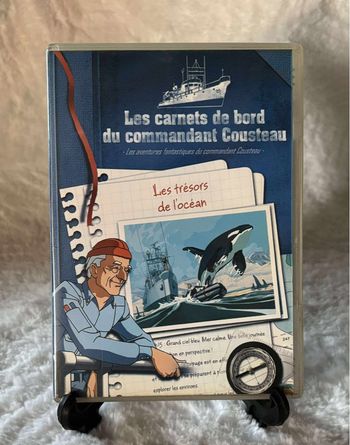 Les carnets de bord
du commandant Cousteau
- Les aventures fantastiques du commandant Cousteau -
Les trésors
de l'océan
: Grand ciel bleu. Mer calme. Une belle journée
en perspective !
explorer les environs.
247